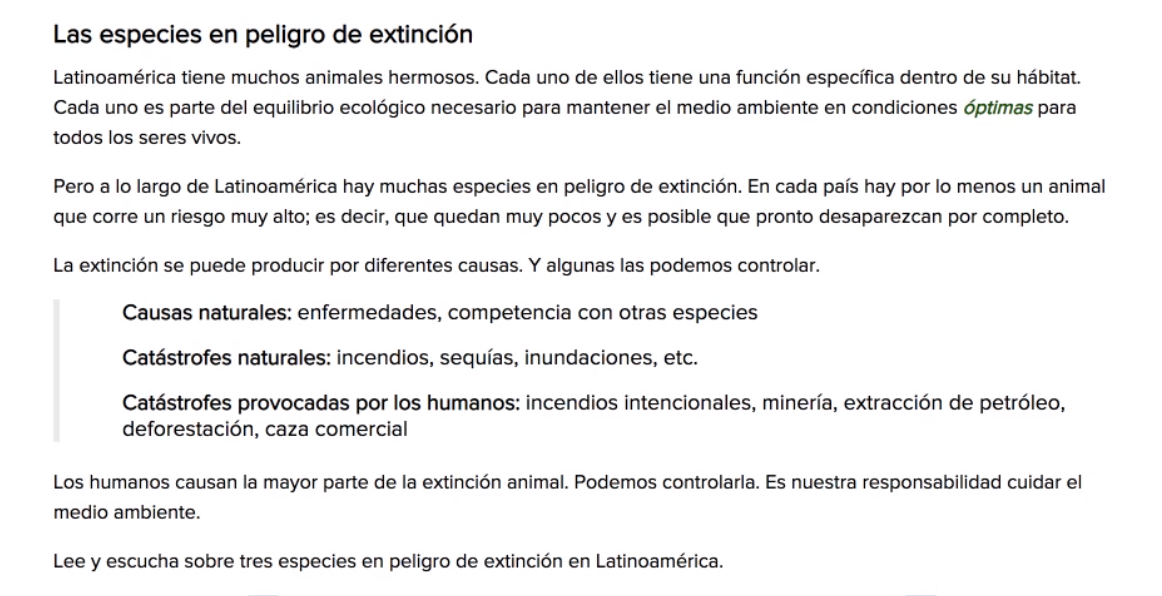 Las especies en peligro de extinción
Latinoamérica tiene muchos animales hermosos. Cada uno de ellos tiene una función específica dentro de su hábitat.
Cada uno es parte del equilibrio ecológico necesario para mantener el medio ambiente en condiciones óptimas para
todos los seres vivos.
Pero a lo largo de Latinoamérica hay muchas especies en peligro de extinción. En cada país hay por lo menos un animal
que corre un riesgo muy alto; es decir, que quedan muy pocos y es posible que pronto desaparezcan por completo.
La extinción se puede producir por diferentes causas. Y algunas las podemos controlar.
Causas naturales: enfermedades, competencia con otras especies
Catástrofes naturales: incendios, sequías, inundaciones, etc.
Catástrofes provocadas por los humanos: incendios intencionales, minería, extracción de petróleo,
deforestación, caza comercial
Los humanos causan la mayor parte de la extinción animal. Podemos controlarla. Es nuestra responsabilidad cuidar el
medio ambiente.
Lee y escucha sobre tres especies en peligro de extinción en Latinoamérica.